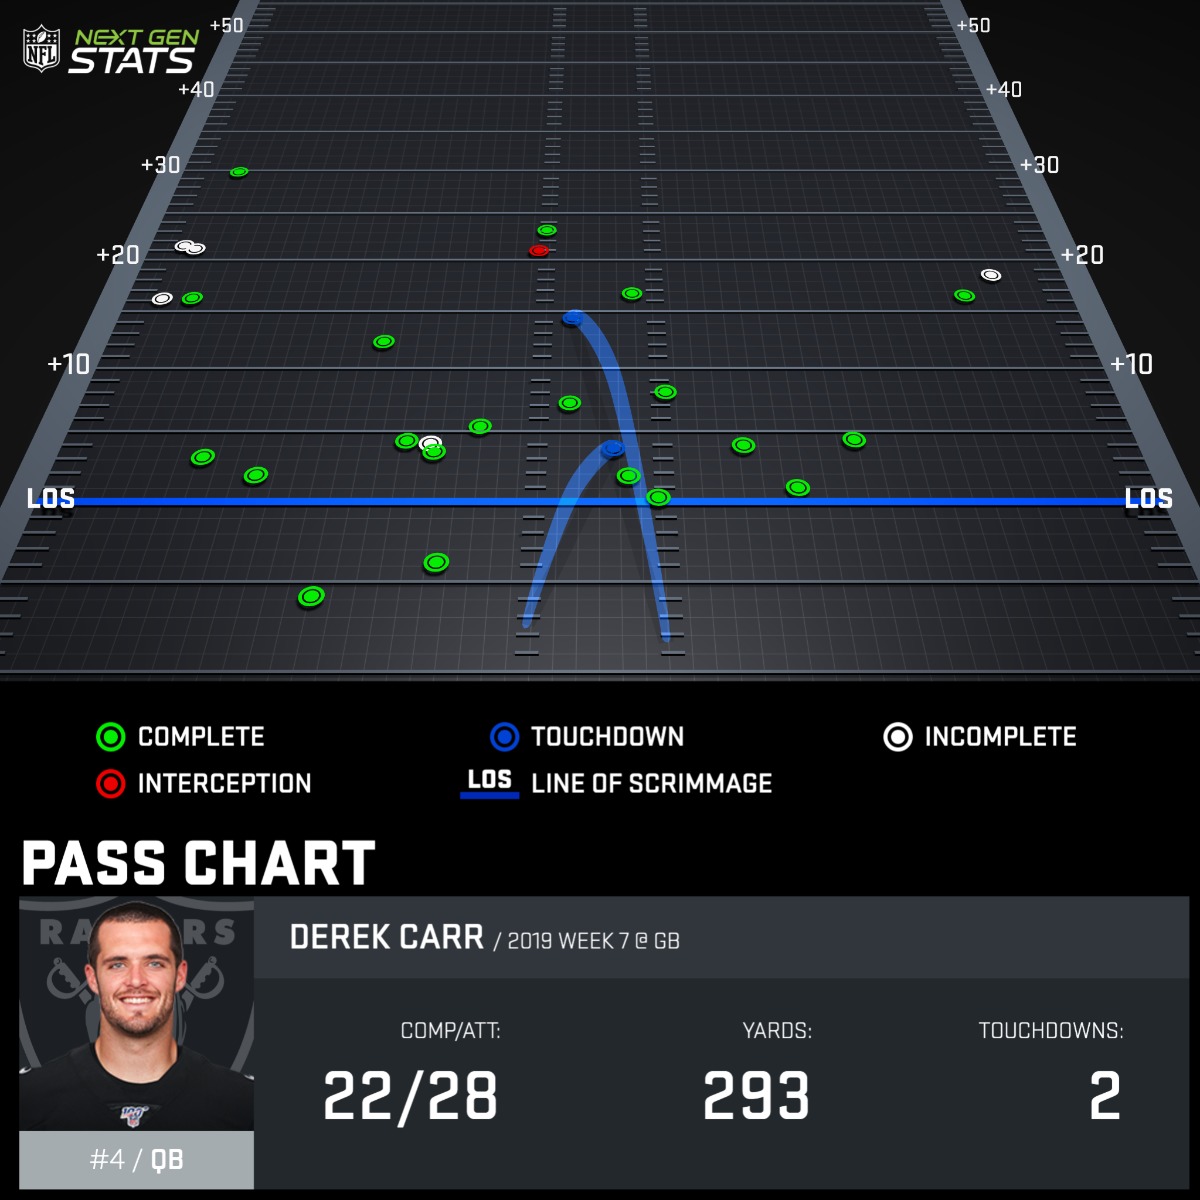 +50 +50
NFL NEXT GEN
STATS
+40 +40
+30 +30
+20 +20
+10 +10
LOS LOS
COMPLETE TOUCHDOWN INCOMPLETE
INTERCEPTION LOS LINE OF SCRIMMAGE
PASS CHART
DEREK CARR / 2019 WEEK 7 @ GB
COMP/ATT: YARDS: TOUCHDOWNS:
22/28 293 2
#4 / QB